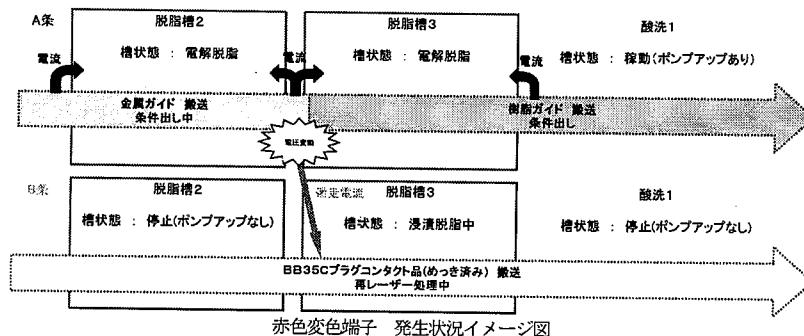 A条
脱脂槽2
槽状態 : 電解脱脂
脱脂槽3
槽状態 : 電解脱脂
酸洗1
槽状態 : 稼動(ポンプアップあり)
電流
電流
電流
金属ガイド 搬送
条件出し中
樹脂ガイド 搬送
条件出し
電圧変動
B条
脱脂槽2
槽状態 : 停止(ポンプアップなし)
迷走電流
脱脂槽3
槽状態 : 浸漬脱脂中
酸洗1
槽状態 : 停止(ポンプアップなし)
BB35Cプラグコンタクト品(めっき済み) 搬送
再レーザー処理中
赤色変色端子 発生状況イメージ図